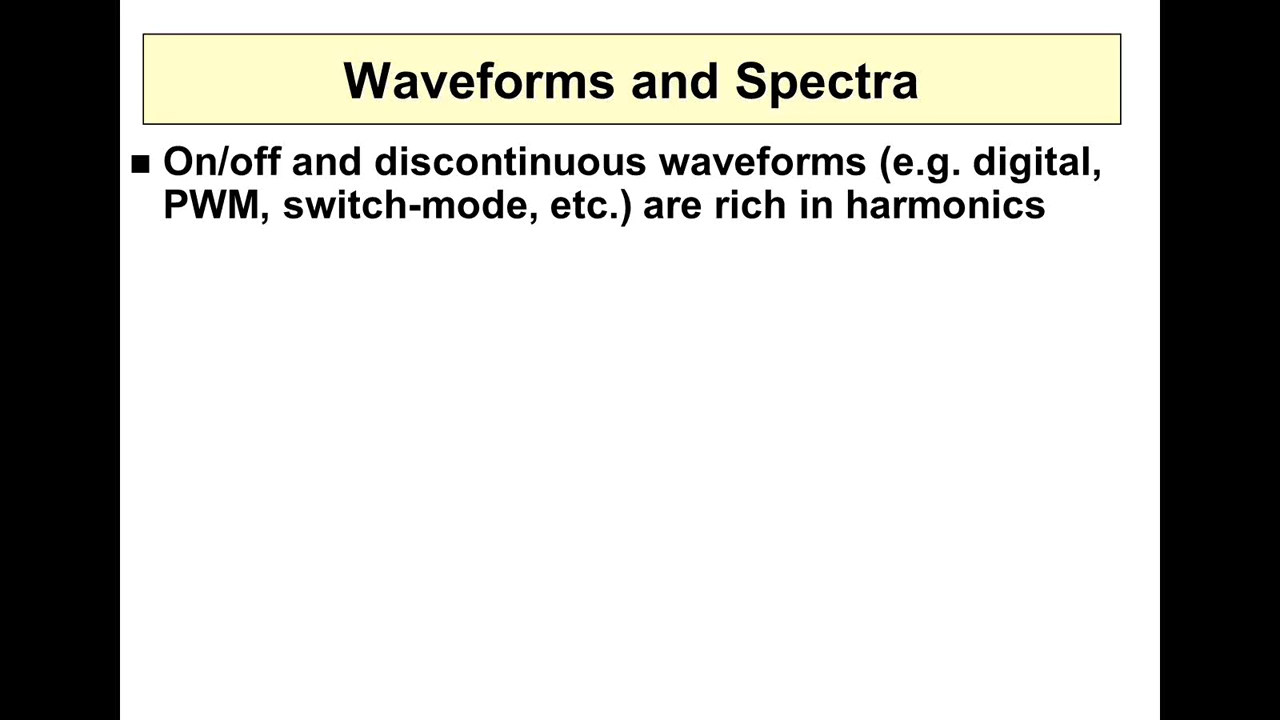 Waveforms and Spectra
■ On/off and discontinuous waveforms (e.g. digital,
PWM, switch-mode, etc.) are rich in harmonics